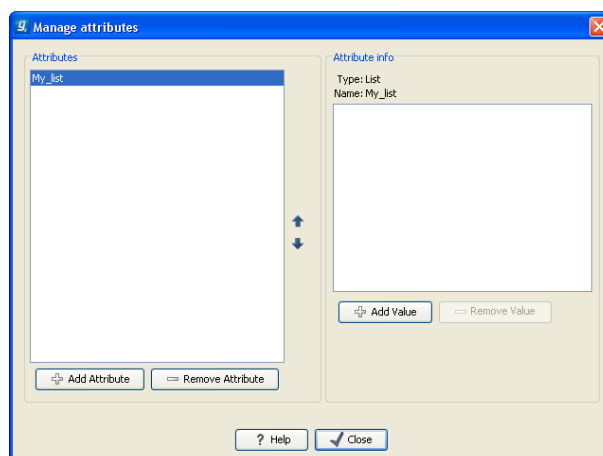 Manage attributes
Attributes
My_list
Add Attribute
Remove Attribute
Attribute info
Type: List
Name: My_list
Add Value
Remove Value
Help
Close